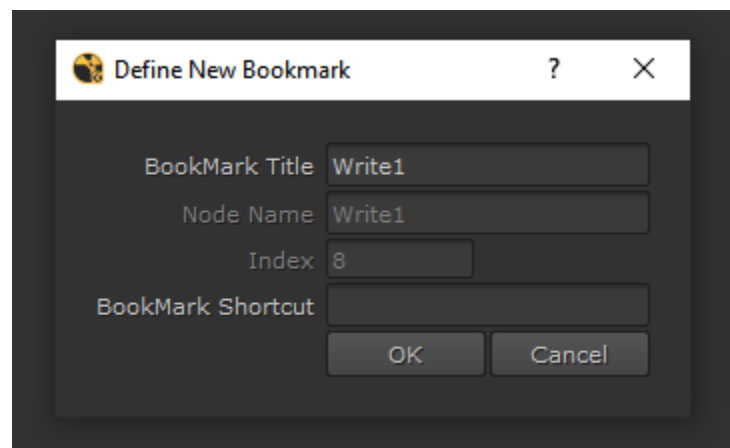 Define New Bookmark ?
BookMark Title Write1
Node Name Write1
Index 8
BookMark Shortcut
OK Cancel